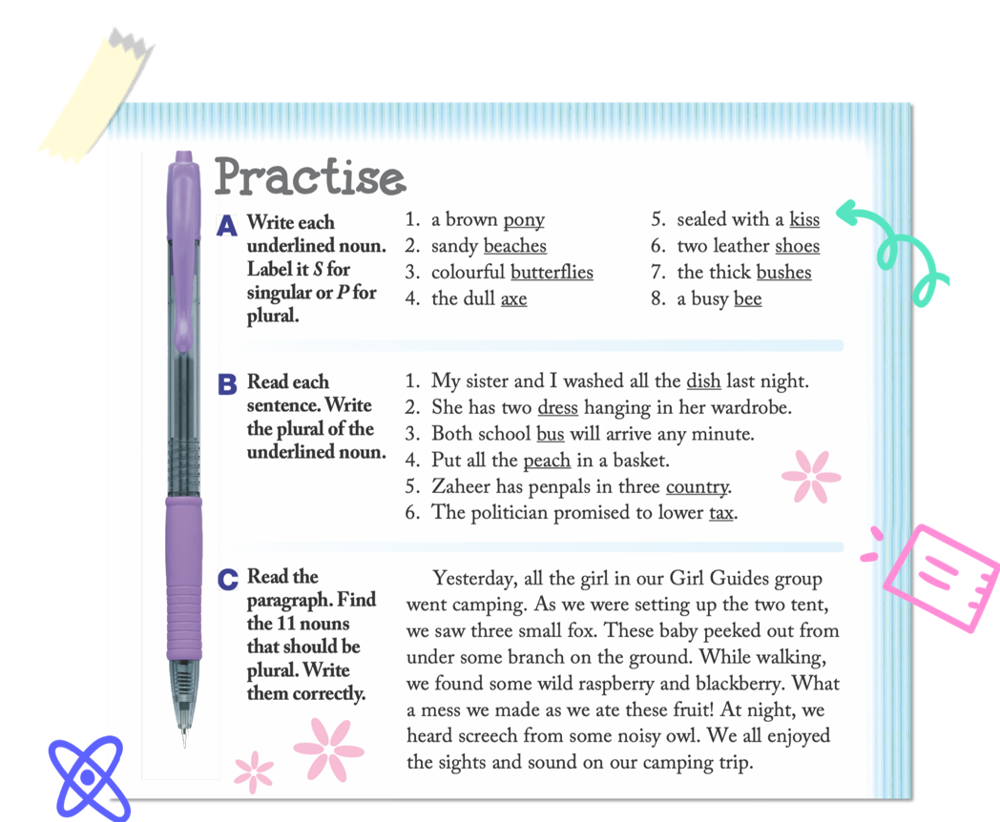 Practise
A Write each
underlined noun.
Label it S for
singular or P for
plural.
1. a brown pony
2. sandy beaches
3. colourful butterflies
4. the dull axe
5. sealed with a kiss
6. two leather shoes
7. the thick bushes
8. a busy bee
B Read each
sentence. Write
the plural of the
underlined noun.
1. My sister and I washed all the dish last night.
2. She has two dress hanging in her wardrobe.
3. Both school bus will arrive any minute.
4. Put all the peach in a basket.
5. Zaheer has penpals in three country.
6. The politician promised to lower tax.
C Read the
paragraph. Find
the 11 nouns
that should be
plural. Write
them correctly.
Yesterday, all the girl in our Girl Guides group
went camping. As we were setting up the two tent,
we saw three small fox. These baby peeked out from
under some branch on the ground. While walking,
we found some wild raspberry and blackberry. What
a mess we made as we ate these fruit! At night, we
heard screech from some noisy owl. We all enjoyed
the sights and sound on our camping trip.